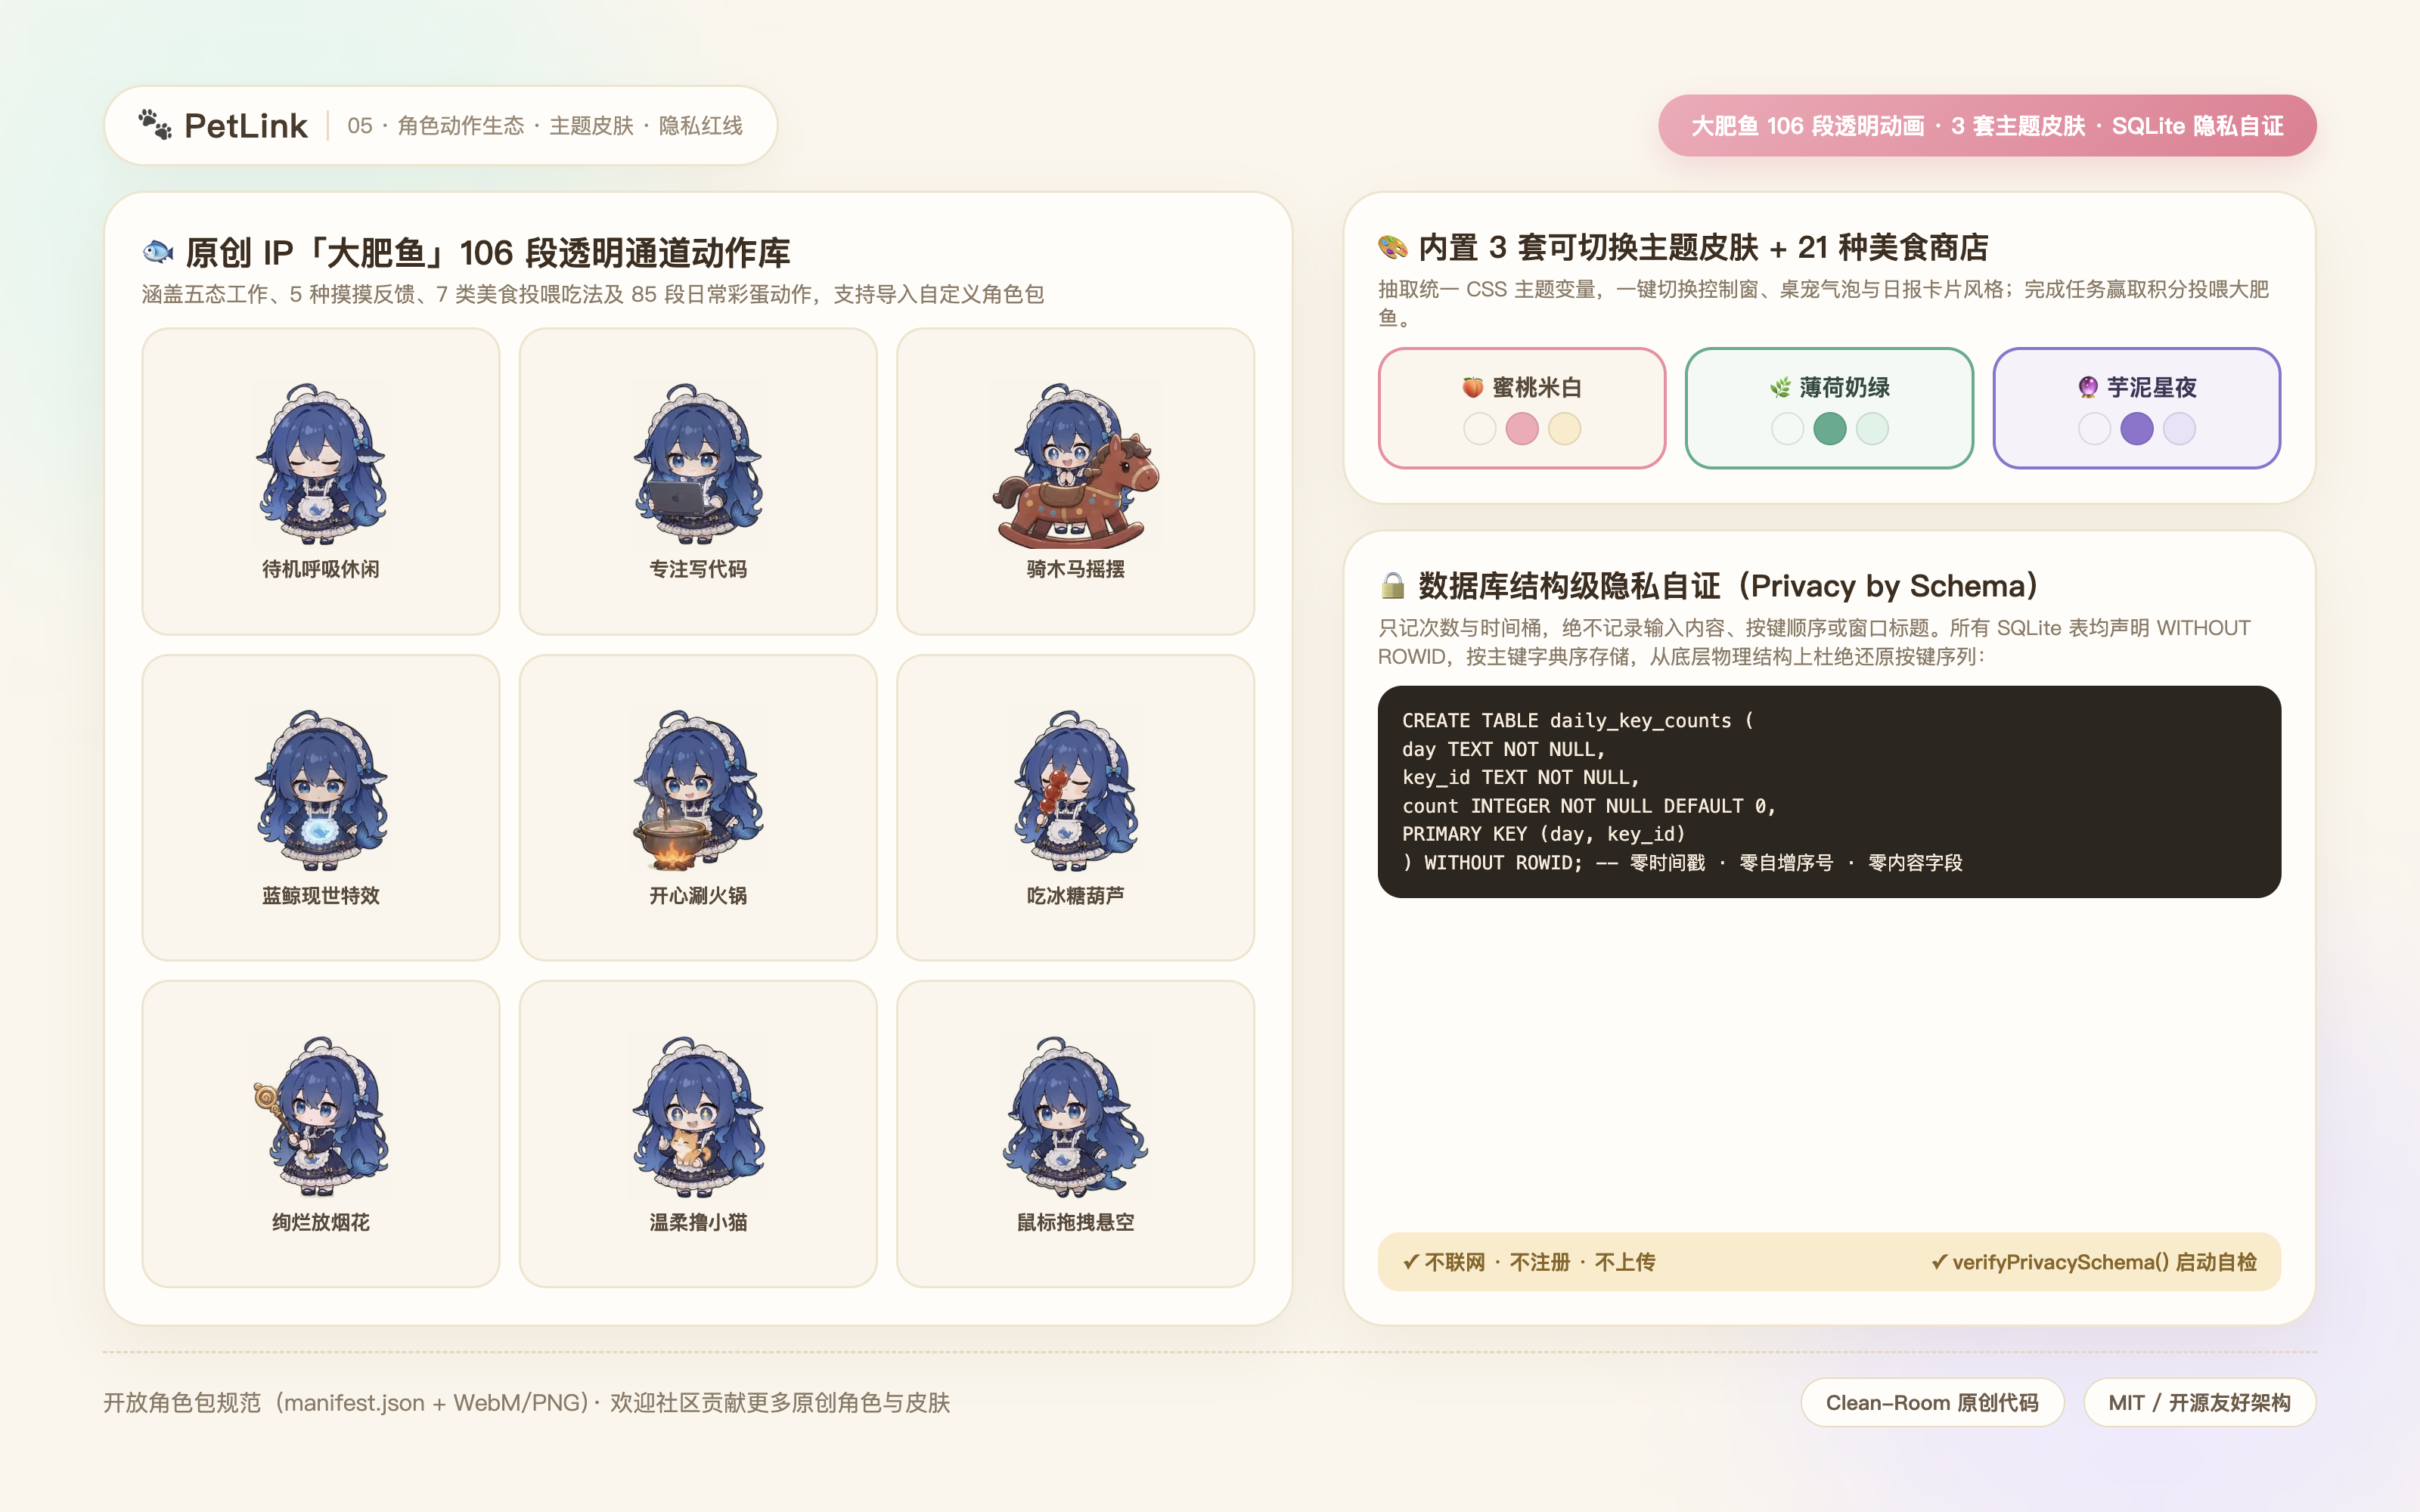 PetLink
05 · 角色动作生态 · 主题皮肤 · 隐私红线
大肥鱼 106 段透明动画 · 3 套主题皮肤 · SQLite 隐私自证
原创 IP「大肥鱼」106 段透明通道动作库
涵盖五态工作、5 种摸摸反馈、7 类美食投喂吃法及 85 段日常彩蛋动作，支持导入自定义角色包
待机呼吸休闲
专注写代码
骑木马摇摆
蓝鲸现世特效
开心涮火锅
吃冰糖葫芦
绚烂放烟花
温柔撸小猫
鼠标拖拽悬空
内置 3 套可切换主题皮肤 + 21 种美食商店
抽取统一 CSS 主题变量，一键切换控制窗、桌宠气泡与日报卡片风格；完成任务赢取积分投喂大肥
鱼。
蜜桃米白
薄荷奶绿
芋泥星夜
数据库结构级隐私自证（Privacy by Schema）
只记次数与时间桶，绝不记录输入内容、按键顺序或窗口标题。所有 SQLite 表均声明 WITHOUT
ROWID，按主键字典序存储，从底层物理结构上杜绝还原按键序列：
CREATE TABLE daily_key_counts (
day TEXT NOT NULL,
key_id TEXT NOT NULL,
count INTEGER NOT NULL DEFAULT 0,
PRIMARY KEY (day, key_id)
) WITHOUT ROWID; -- 零时间戳 · 零自增序号 · 零内容字段
✓ 不联网 · 不注册 · 不上传
✓ verifyPrivacySchema() 启动自检
开放角色包规范（manifest.json + WebM/PNG）· 欢迎社区贡献更多原创角色与皮肤
Clean-Room 原创代码
MIT / 开源友好架构